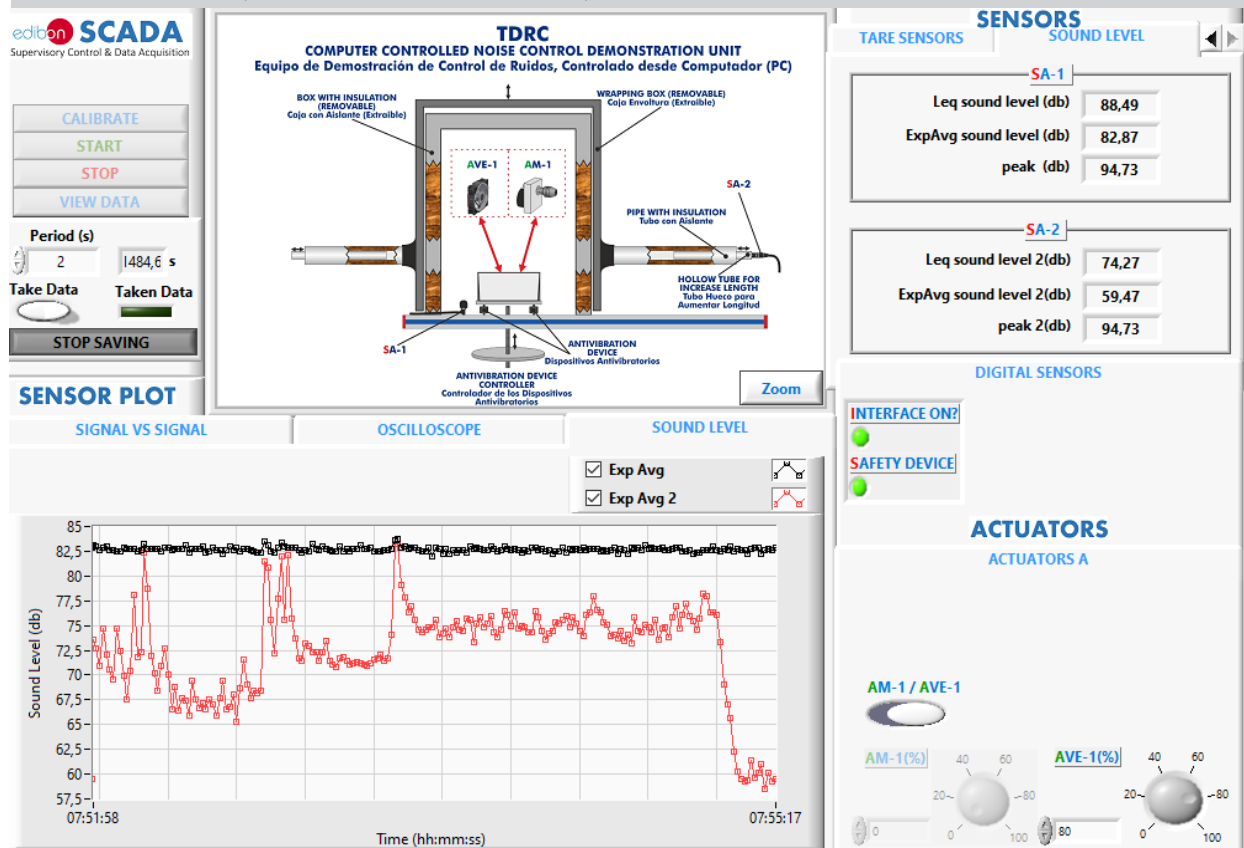 edibon SCADA
Supervisory Control & Data Acquisition
CALIBRATE
START
STOP
VIEW DATA
Period (s)
2
1484,6 s
Take Data
Taken Data
STOP SAVING
TDRC
COMPUTER CONTROLLED NOISE CONTROL DEMONSTRATION UNIT
Equipo de Demostración de Control de Ruidos, Controlado desde Computador (PC)
BOX WITH INSULATION
(REMOVABLE)
Caja con Aislante (Extraíble)
WRAPPING BOX (REMOVABLE)
Caja Envoltura (Extraíble)
AVE-1
AM-1
SA-2
PIPE WITH INSULATION
Tubo con Aislante
HOLLOW TUBE FOR
INCREASE LENGTH
Tubo Hueco para
Aumentar Longitud
SA-1
ANTIVIBRATION
DEVICE
Dispositivos Antivibratorios
ANTIVIBRATION DEVICE
CONTROLLER
Controlador de los Dispositivos
Antivibratorios
Zoom
SENSORS
TARE SENSORS
SOUND LEVEL
SA-1
Leq sound level (db) 88,49
ExpAvg sound level (db) 82,87
peak (db) 94,73
SA-2
Leq sound level 2(db) 74,27
ExpAvg sound level 2(db) 59,47
peak 2(db) 94,73
DIGITAL SENSORS
INTERFACE ON?
SAFETY DEVICE
SENSOR PLOT
SIGNAL VS SIGNAL
OSCILLOSCOPE
SOUND LEVEL
Exp Avg
Exp Avg 2
Sound Level (db)
85
82,5
80
77,5
75
72,5
70
67,5
65
62,5
60
57,5
07:51:58
07:55:17
Time (hh:mm:ss)
ACTUATORS
ACTUATORS A
AM-1 / AVE-1
AM-1(%)
0
0
20
40
60
80
100
AVE-1(%)
80
0
20
40
60
80
100